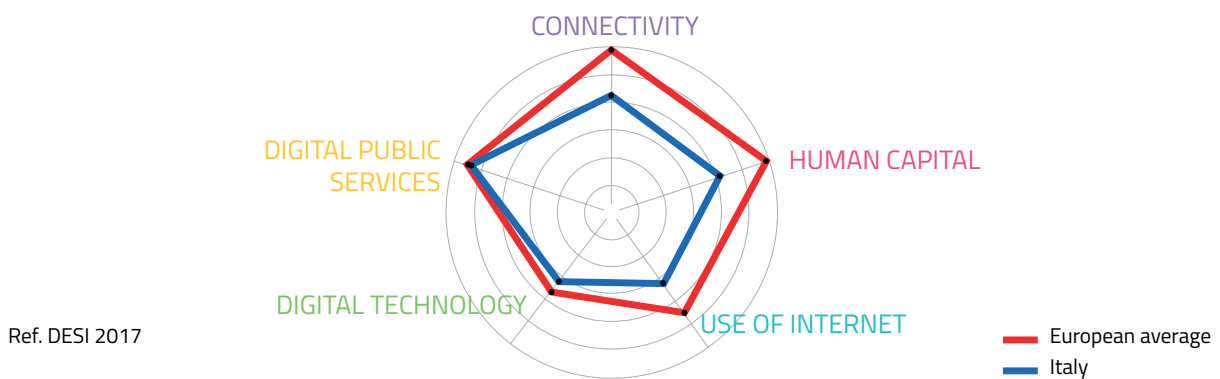 CONNECTIVITY
DIGITAL PUBLIC
SERVICES
HUMAN CAPITAL
DIGITAL TECHNOLOGY
USE OF INTERNET
Ref. DESI 2017
European average
Italy